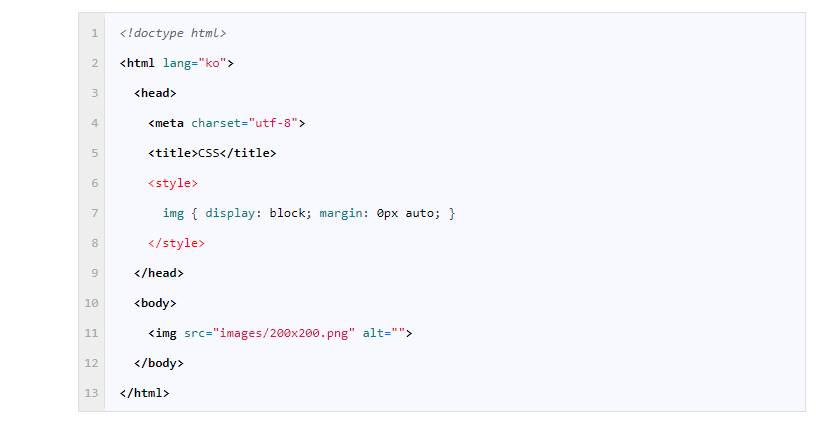 1 <!doctype html>
2 <html lang="ko">
3 <head>
4 <meta charset="utf-8">
5 <title>CSS</title>
6 <style>
7 img { display: block; margin: 0px auto; }
8 </style>
9 </head>
10 <body>
11 <img src="images/200x200.png" alt="">
12 </body>
13 </html>